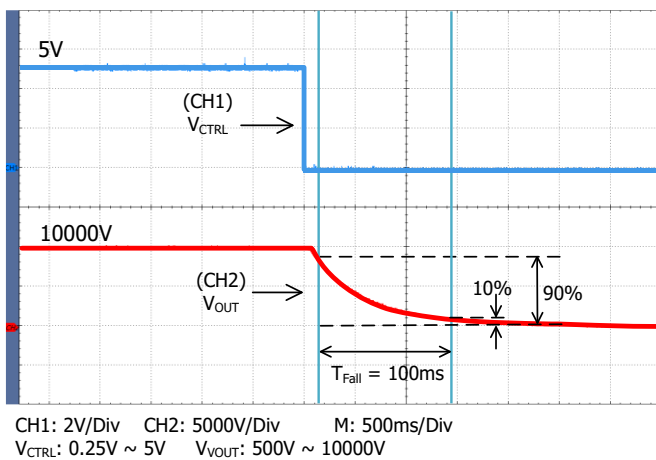 5V
(CH1)
VCTRL
CH1
10000V
(CH2)
VOUT
10%
90%
TFall = 100ms
CH1: 2V/Div CH2: 5000V/Div M: 500ms/Div
VCTRL: 0.25V ~ 5V VVOUT: 500V ~ 10000V